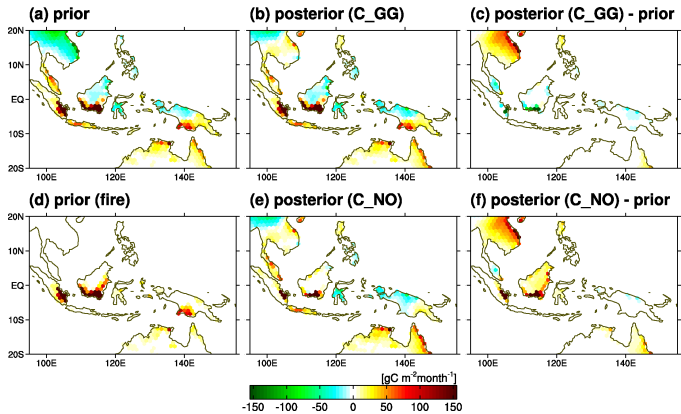 (a) prior
(b) posterior (C_GG)
(c) posterior (C_GG) - prior
20N
10N
EQ
10S
20S
100E 120E 140E
100E 120E 140E
100E 120E 140E
(d) prior (fire)
(e) posterior (C_NO)
(f) posterior (C_NO) - prior
20N
10N
EQ
10S
20S
100E 120E 140E
100E 120E 140E
100E 120E 140E
[gC m⁻²month⁻¹]
-150 -100 -50 0 50 100 150